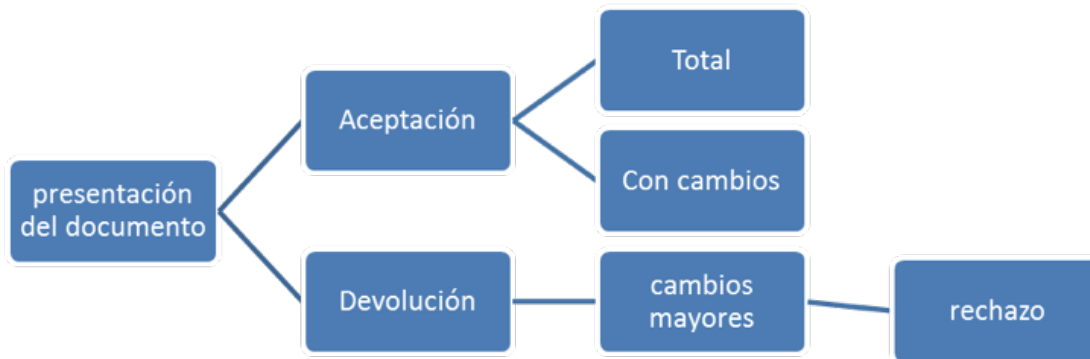 presentación
del documento
Aceptación
Total
Con cambios
Devolución
cambios
mayores
rechazo